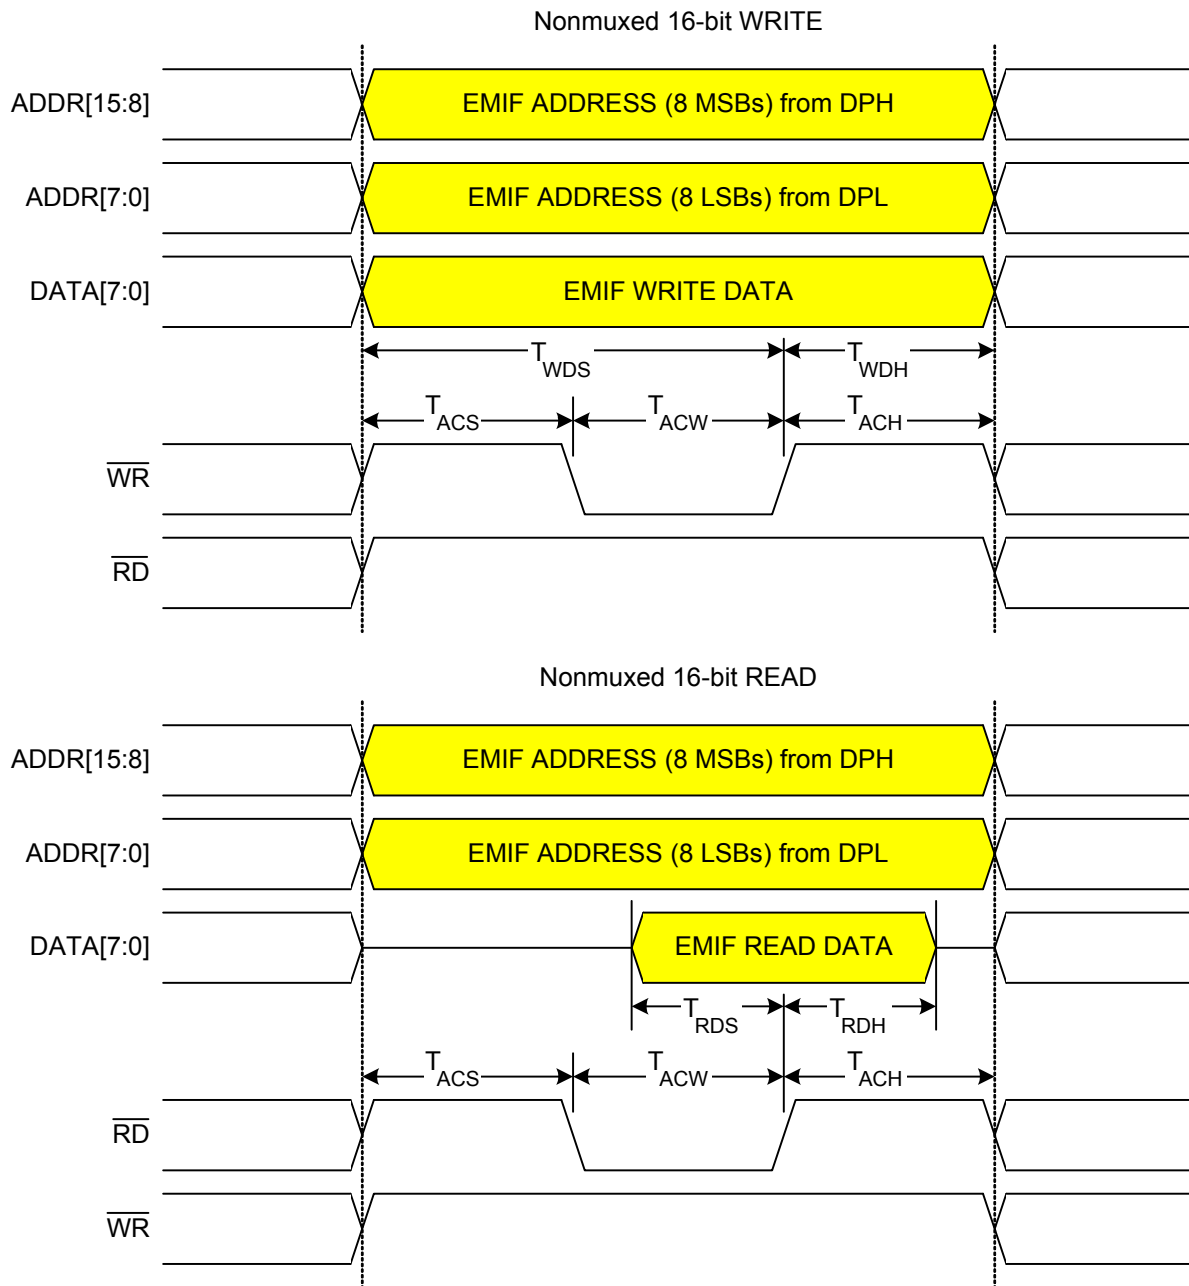 Nonmuxed 16-bit WRITE
ADDR[15:8]
EMIF ADDRESS (8 MSBs) from DPH
ADDR[7:0]
EMIF ADDRESS (8 LSBs) from DPL
DATA[7:0]
EMIF WRITE DATA
TWDS TWDH
TACS TACW TACH
WR
RD
Nonmuxed 16-bit READ
ADDR[15:8]
EMIF ADDRESS (8 MSBs) from DPH
ADDR[7:0]
EMIF ADDRESS (8 LSBs) from DPL
DATA[7:0]
EMIF READ DATA
TRDS TRDH
TACS TACW TACH
RD
WR